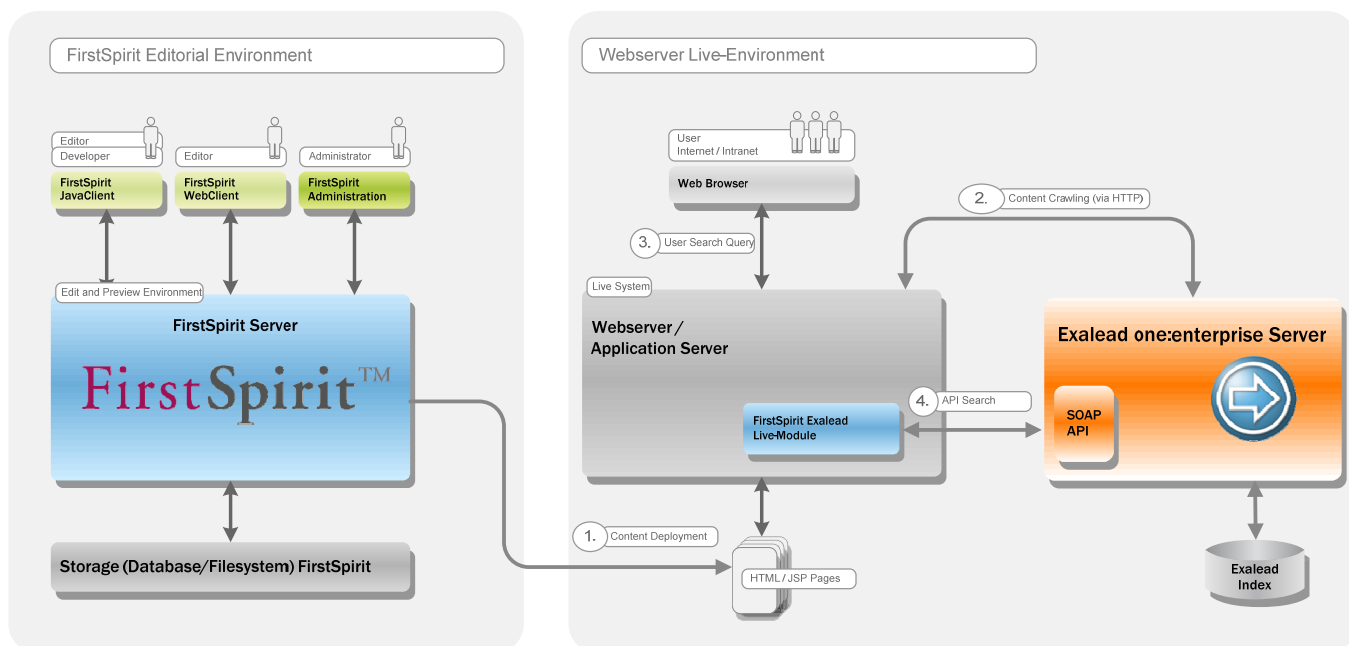 FirstSpirit Editorial Environment
Editor
Developer
FirstSpirit
JavaClient
Editor
FirstSpirit
WebClient
Administrator
FirstSpirit
Administration
Edit and Preview Environment
FirstSpirit Server
FirstSpirit™
Storage (Database/Filesystem) FirstSpirit
Webserver Live-Environment
User
Internet / Intranet
Web Browser
3. User Search Query
2. Content Crawling (via HTTP)
Live System
Webserver /
Application Server
FirstSpirit Exalead
Live-Module
4. API Search
Exalead one:enterprise Server
SOAP
API
1. Content Deployment
HTML / JSP Pages
Exalead
Index